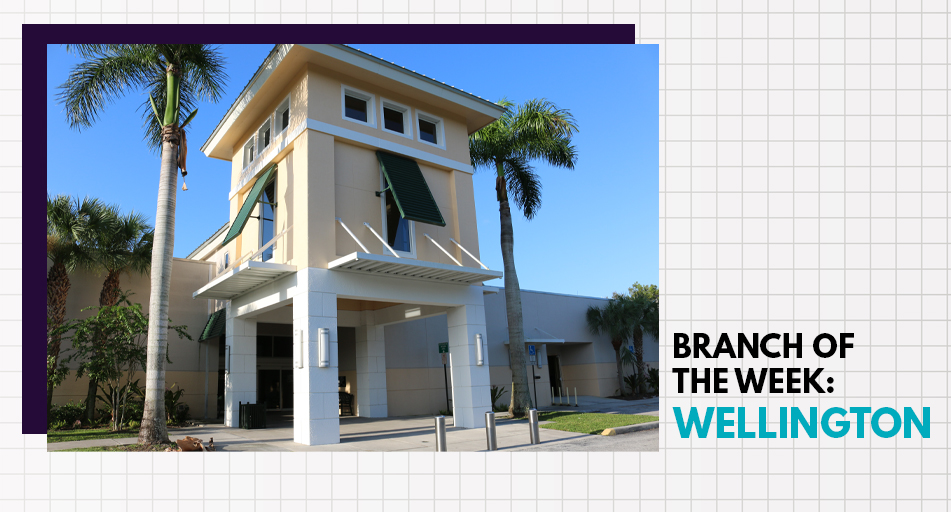 BRANCH OF
THE WEEK:
WELLINGTON